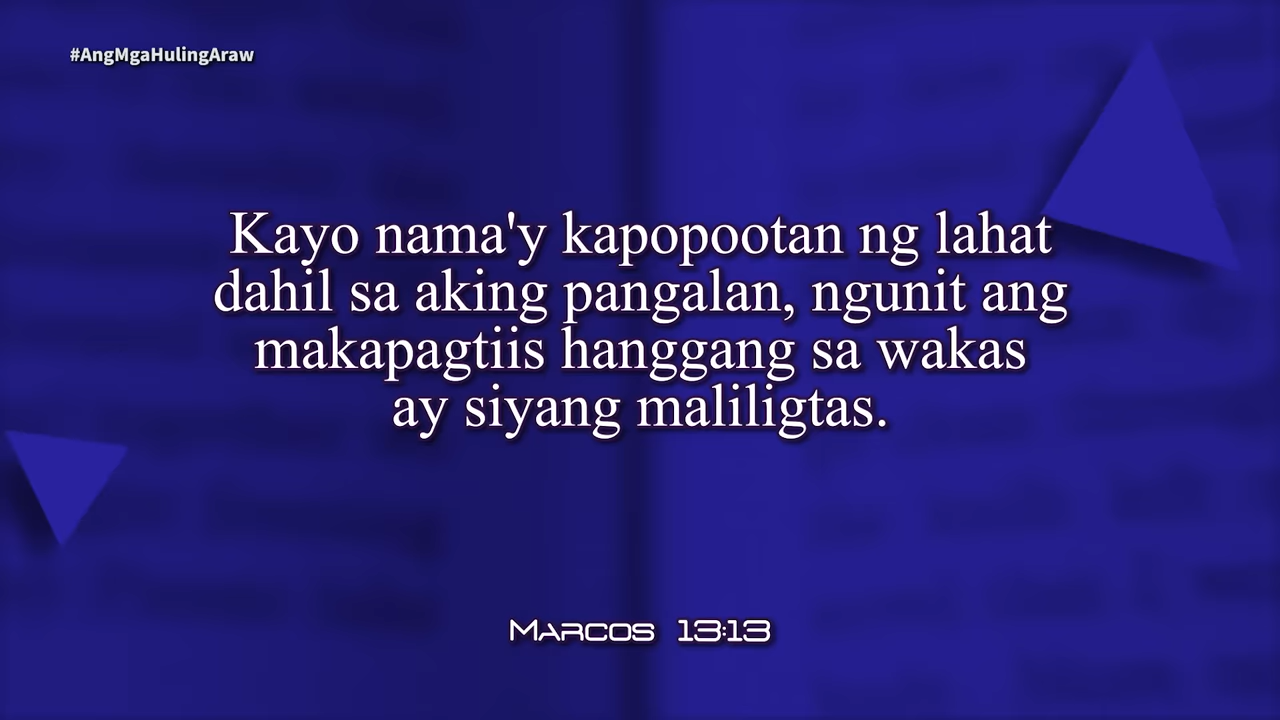 #AngMgaHulingAraw
Kayo nama'y kapopootan ng lahat
dahil sa aking pangalan, ngunit ang
makapagtiis hanggang sa wakas
ay siyang maliligtas.
Marcos 13:13